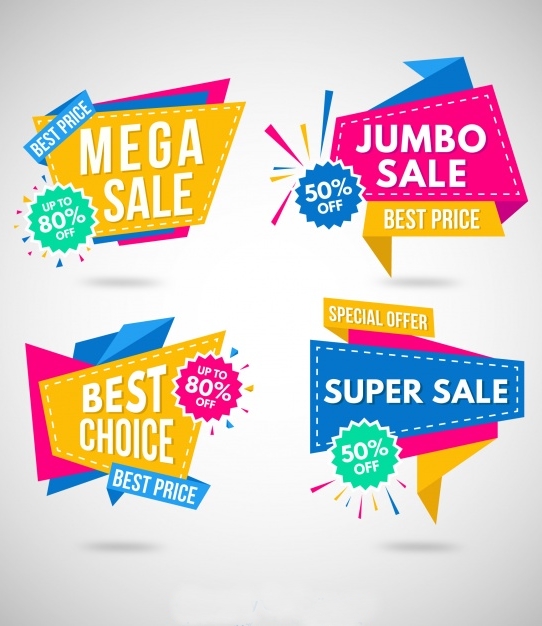 BEST PRICE
MEGA
SALE
UP TO
80%
OFF
JUMBO
SALE
50%
OFF
BEST PRICE
BEST
CHOICE
UP TO
80%
OFF
BEST PRICE
SPECIAL OFFER
SUPER SALE
50%
OFF